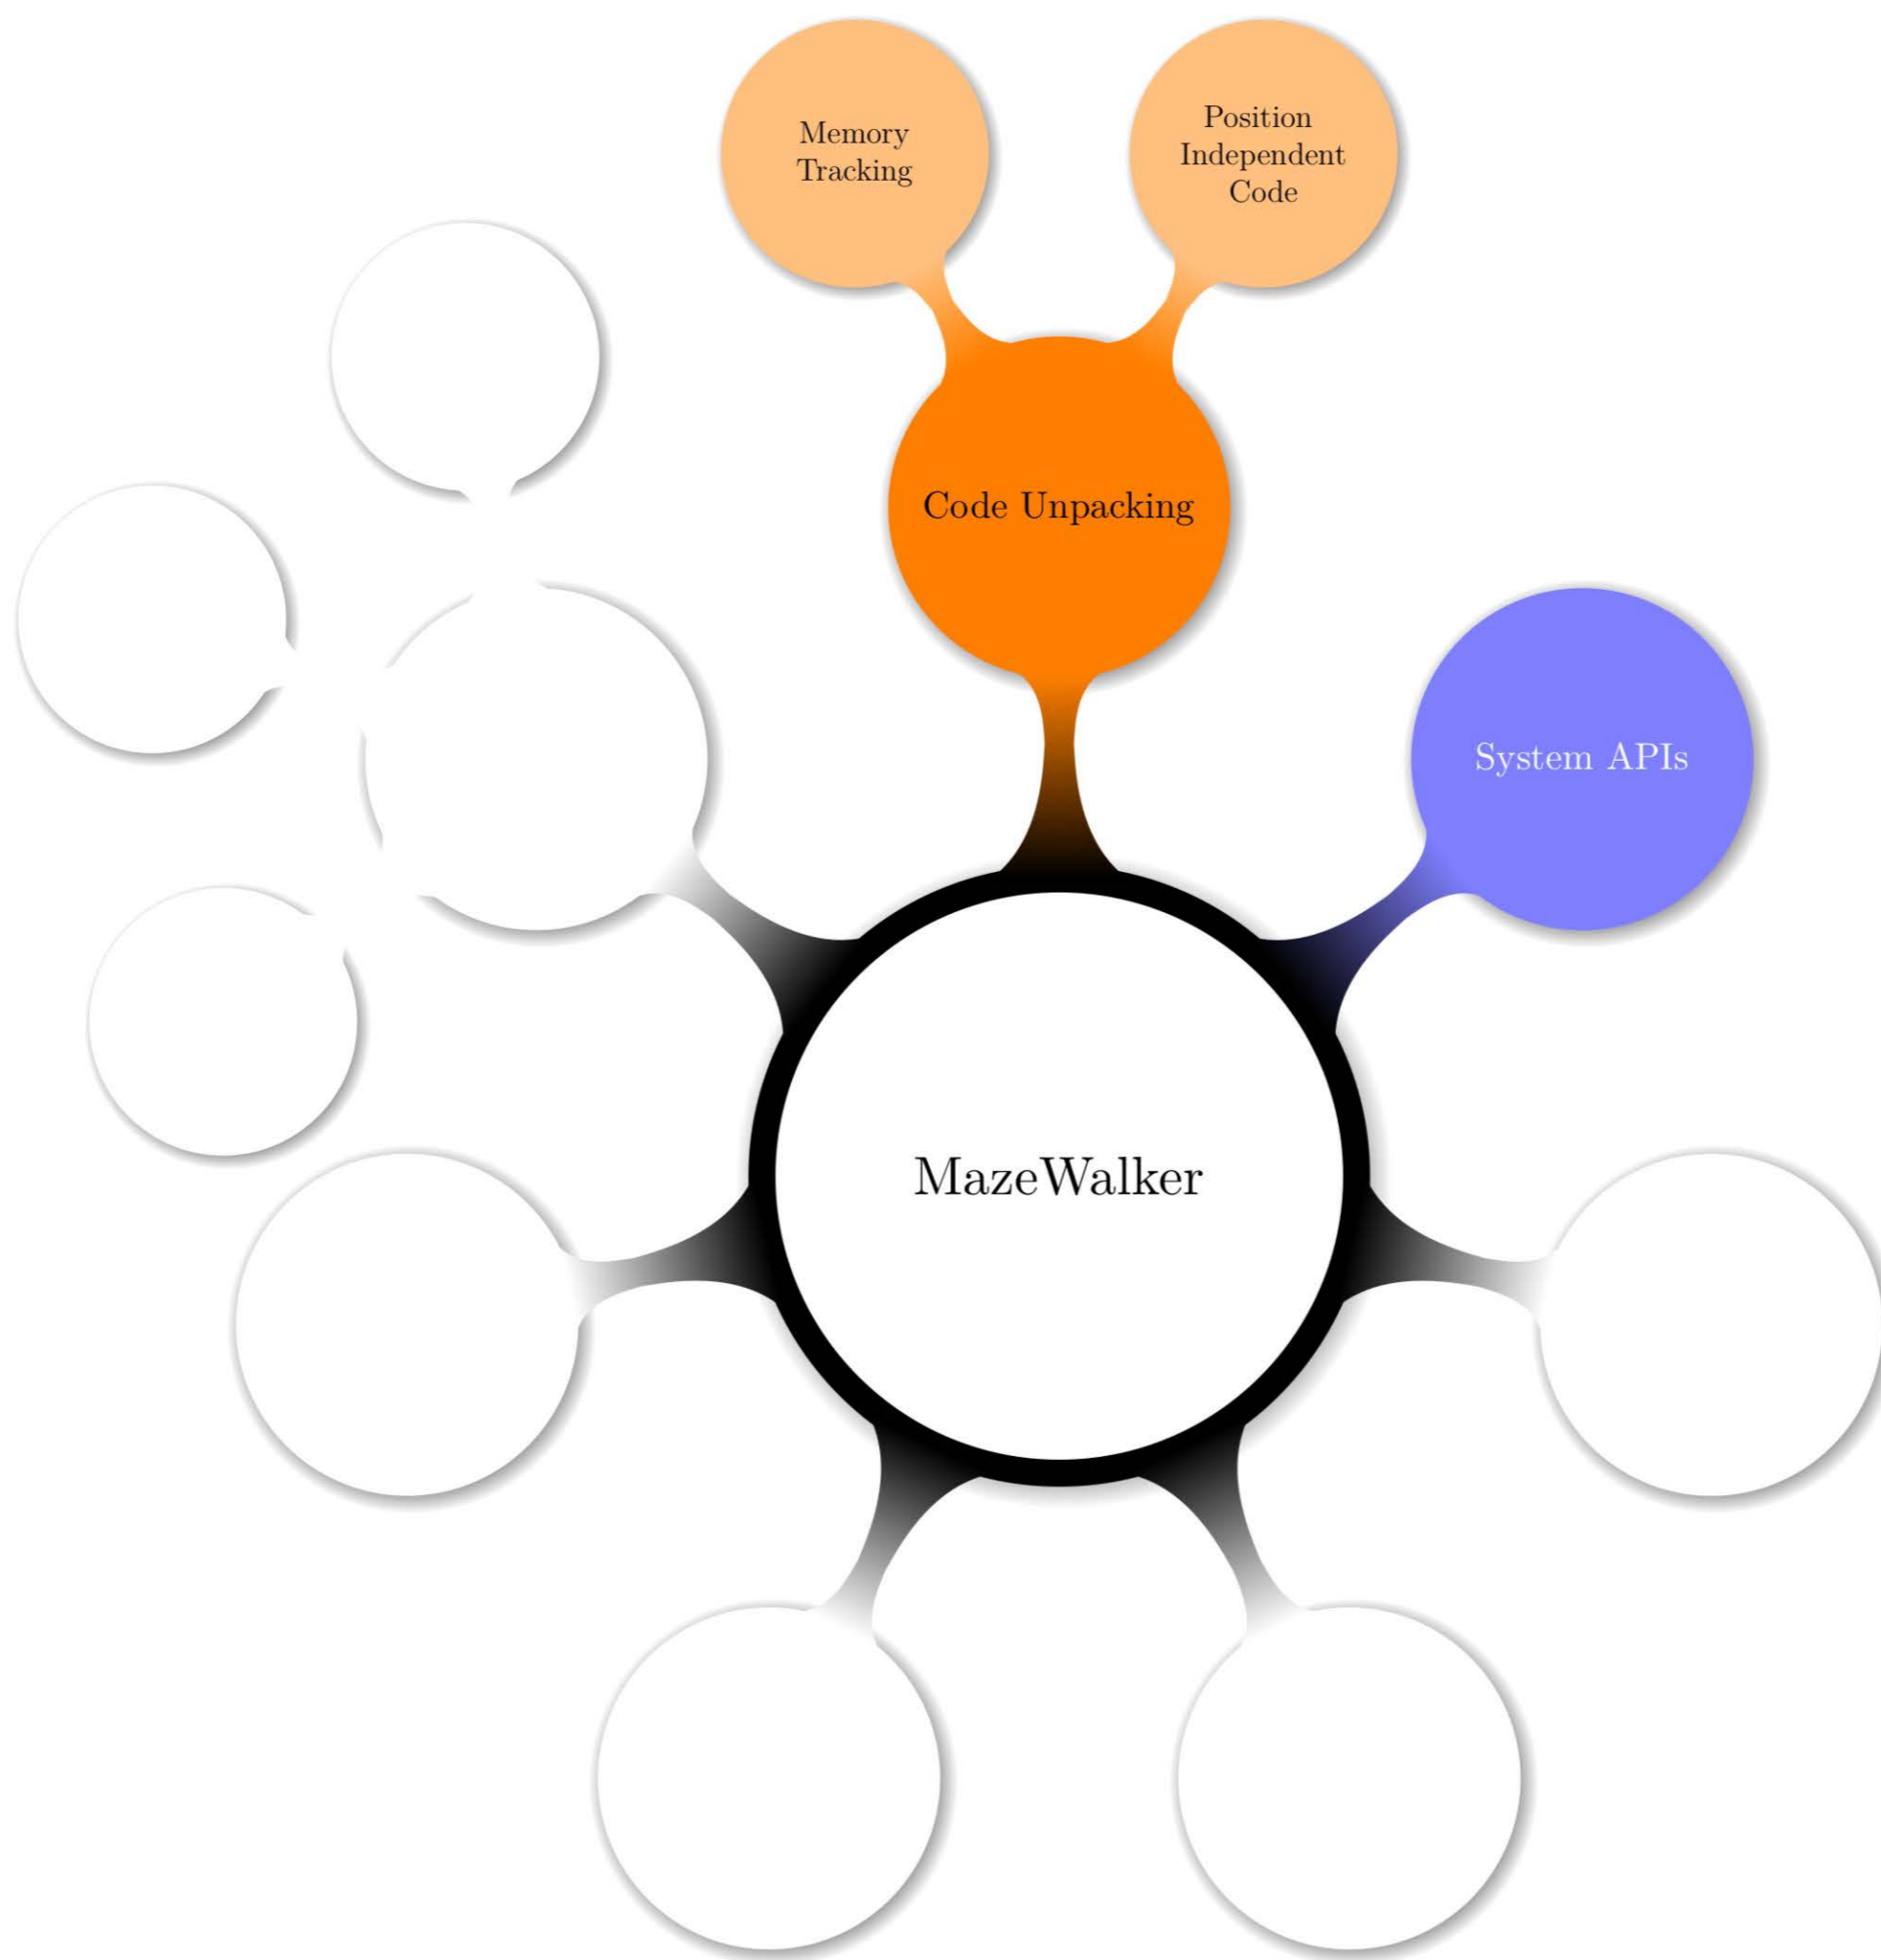 Memory
Tracking
Position
Independent
Code
Code Unpacking
System APIs
MazeWalker